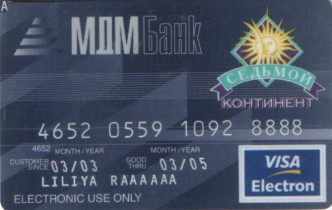 A
МДМ Банк
СЕДЬМОЙ
КОНТИНЕНТ
4652 0559 1092 8888
4652 MONTH/YEAR MONTH/YEAR
CUSTOMER SINCE 03/03 GOOD THRU 03/05
LILIYA RAAAAAA
ELECTRONIC USE ONLY
VISA
Electron